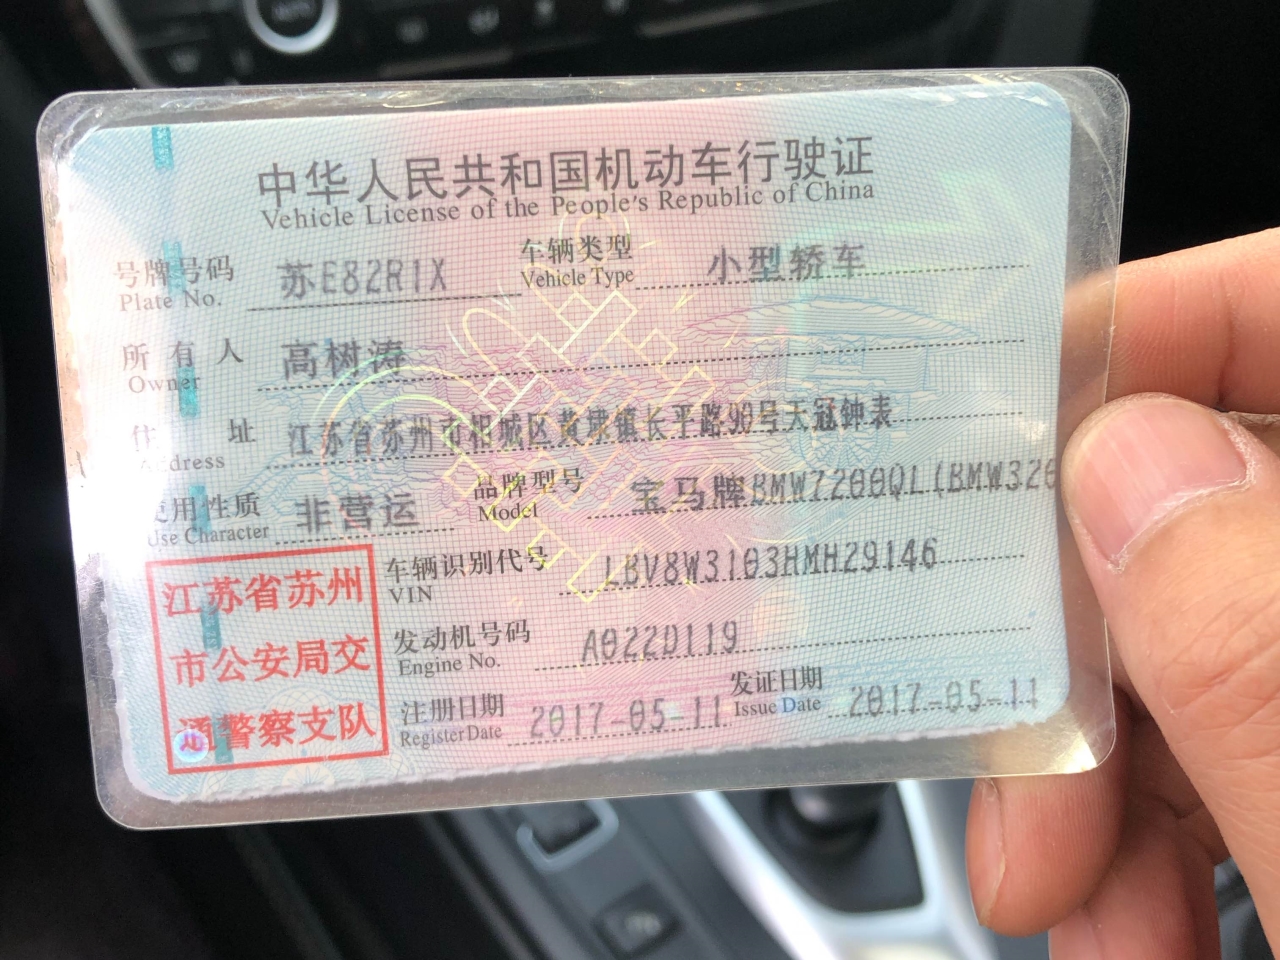 中华人民共和国机动车行驶证
Vehicle License of the People's Republic of China
号牌号码 苏E82R1X 车辆类型 小型轿车
Plate No. Vehicle Type
所有人 高树涛
Owner
住址 江苏省苏州市相城区黄埭镇长平路90号天冠钟表
Address
使用性质 非营运 品牌型号 宝马牌BMW7200QL(BMW320
Use Character Model
车辆识别代号 LBV8W3103HMH29146
VIN
发动机号码 A022D119
Engine No.
注册日期 2017-05-11 发证日期 2017-05-11
Register Date Issue Date
江苏省苏州
市公安局交
通警察支队